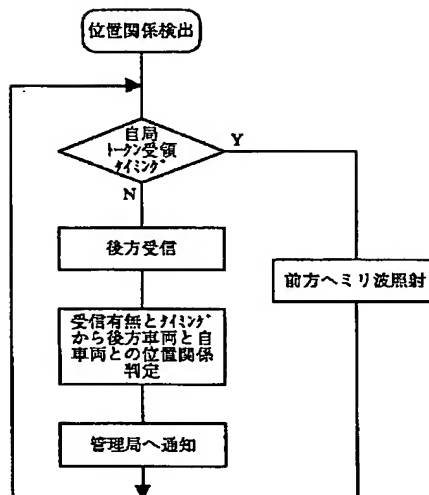 位置関係検出
自局
トークン受領
タイミング
Y
N
後方受信
前方へミリ波照射
受信有無とタイミング
から後方車両と自
車両との位置関係
判定
管理局へ通知